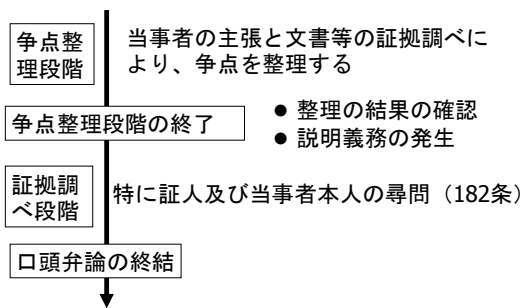 争点整
理段階
当事者の主張と文書等の証拠調べに
より、争点を整理する
争点整理段階の終了
● 整理の結果の確認
● 説明義務の発生
証拠調
べ段階
特に証人及び当事者本人の尋問（182条）
口頭弁論の終結